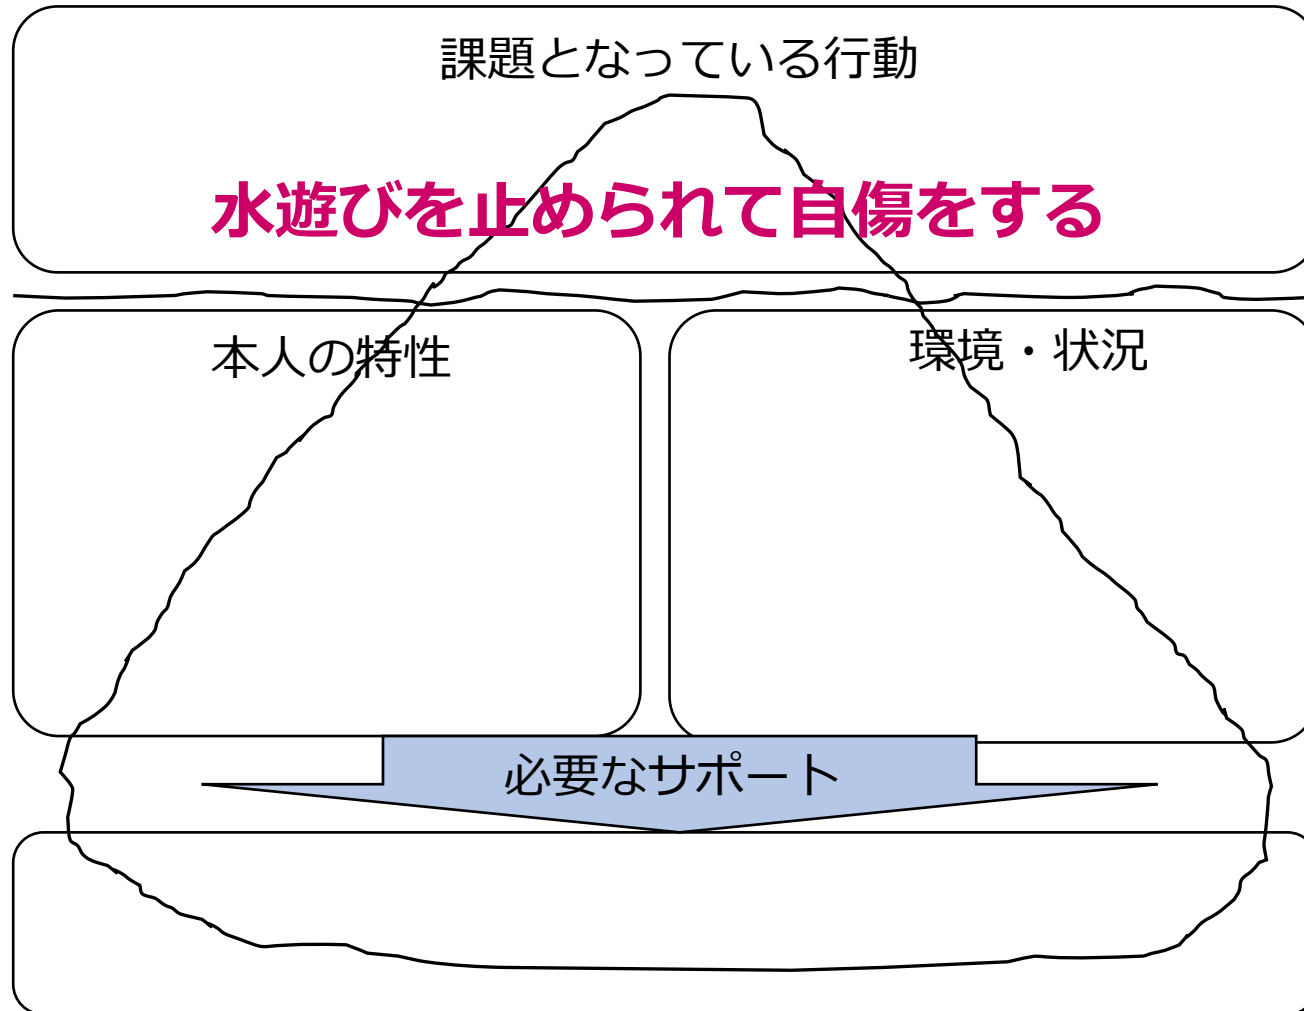 課題となっている行動
水遊びを止められて自傷をする
本人の特性
環境・状況
必要なサポート